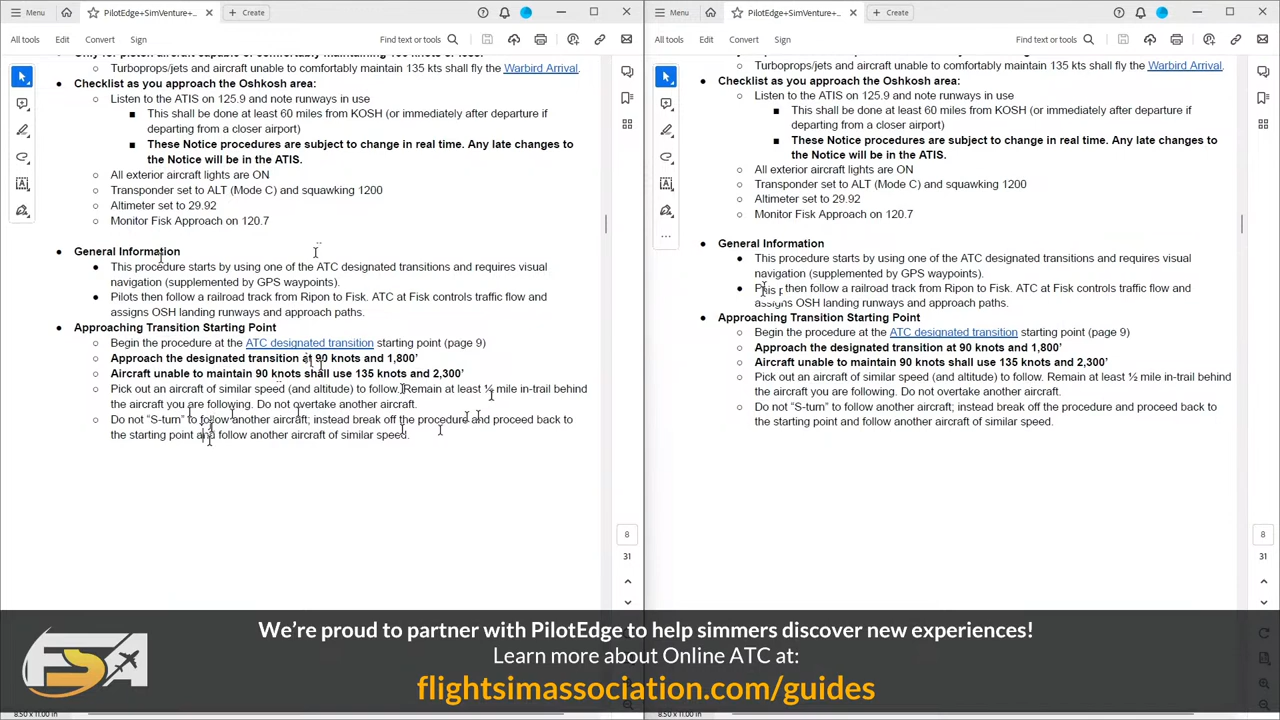 Menu
PilotEdge+SimVenture+...
Create
All tools Edit Convert Sign
Find text or tools
Turboprops/jets and aircraft unable to comfortably maintain 135 kts shall fly the Warbird Arrival.
Checklist as you approach the Oshkosh area:
Listen to the ATIS on 125.9 and note runways in use
This shall be done at least 60 miles from KOSH (or immediately after departure if
departing from a closer airport)
These Notice procedures are subject to change in real time. Any late changes to
the Notice will be in the ATIS.
All exterior aircraft lights are ON
Transponder set to ALT (Mode C) and squawking 1200
Altimeter set to 29.92
Monitor Fisk Approach on 120.7
General Information
This procedure starts by using one of the ATC designated transitions and requires visual
navigation (supplemented by GPS waypoints).
Pilots then follow a railroad track from Ripon to Fisk. ATC at Fisk controls traffic flow and
assigns OSH landing runways and approach paths.
Approaching Transition Starting Point
Begin the procedure at the ATC designated transition starting point (page 9)
Approach the designated transition at 90 knots and 1,800'
Aircraft unable to maintain 90 knots shall use 135 knots and 2,300'
Pick out an aircraft of similar speed (and altitude) to follow. Remain at least ½ mile in-trail behind
the aircraft you are following. Do not overtake another aircraft.
Do not “S-turn” to follow another aircraft; instead break off the procedure and proceed back to
the starting point and follow another aircraft of similar speed.
8
31
8.50 x 11.00 in
Menu
PilotEdge+SimVenture+...
Create
All tools Edit Convert Sign
Find text or tools
Turboprops/jets and aircraft unable to comfortably maintain 135 kts shall fly the Warbird Arrival.
Checklist as you approach the Oshkosh area:
Listen to the ATIS on 125.9 and note runways in use
This shall be done at least 60 miles from KOSH (or immediately after departure if
departing from a closer airport)
These Notice procedures are subject to change in real time. Any late changes to
the Notice will be in the ATIS.
All exterior aircraft lights are ON
Transponder set to ALT (Mode C) and squawking 1200
Altimeter set to 29.92
Monitor Fisk Approach on 120.7
General Information
This procedure starts by using one of the ATC designated transitions and requires visual
navigation (supplemented by GPS waypoints).
then follow a railroad track from Ripon to Fisk. ATC at Fisk controls traffic flow and
assigns OSH landing runways and approach paths.
Approaching Transition Starting Point
Begin the procedure at the ATC designated transition starting point (page 9)
Approach the designated transition at 90 knots and 1,800'
Aircraft unable to maintain 90 knots shall use 135 knots and 2,300'
Pick out an aircraft of similar speed (and altitude) to follow. Remain at least ½ mile in-trail behind
the aircraft you are following. Do not overtake another aircraft.
Do not “S-turn” to follow another aircraft; instead break off the procedure and proceed back to
the starting point and follow another aircraft of similar speed.
8
31
FSA
We're proud to partner with PilotEdge to help simmers discover new experiences!
Learn more about Online ATC at:
flightsimassociation.com/guides